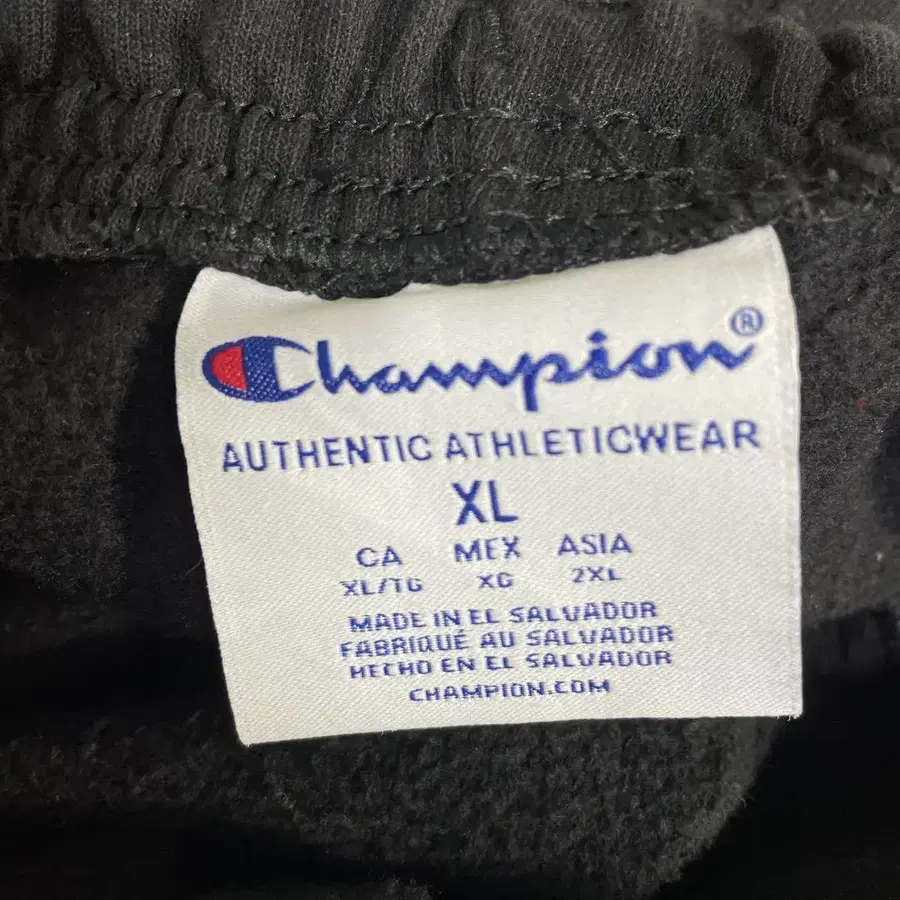 Champion®
AUTHENTIC ATHLETICWEAR
XL
CA MEX ASIA
XL/TG XG 2XL
MADE IN EL SALVADOR
FABRIQUÉ AU SALVADOR
HECHO EN EL SALVADOR
CHAMPION.COM